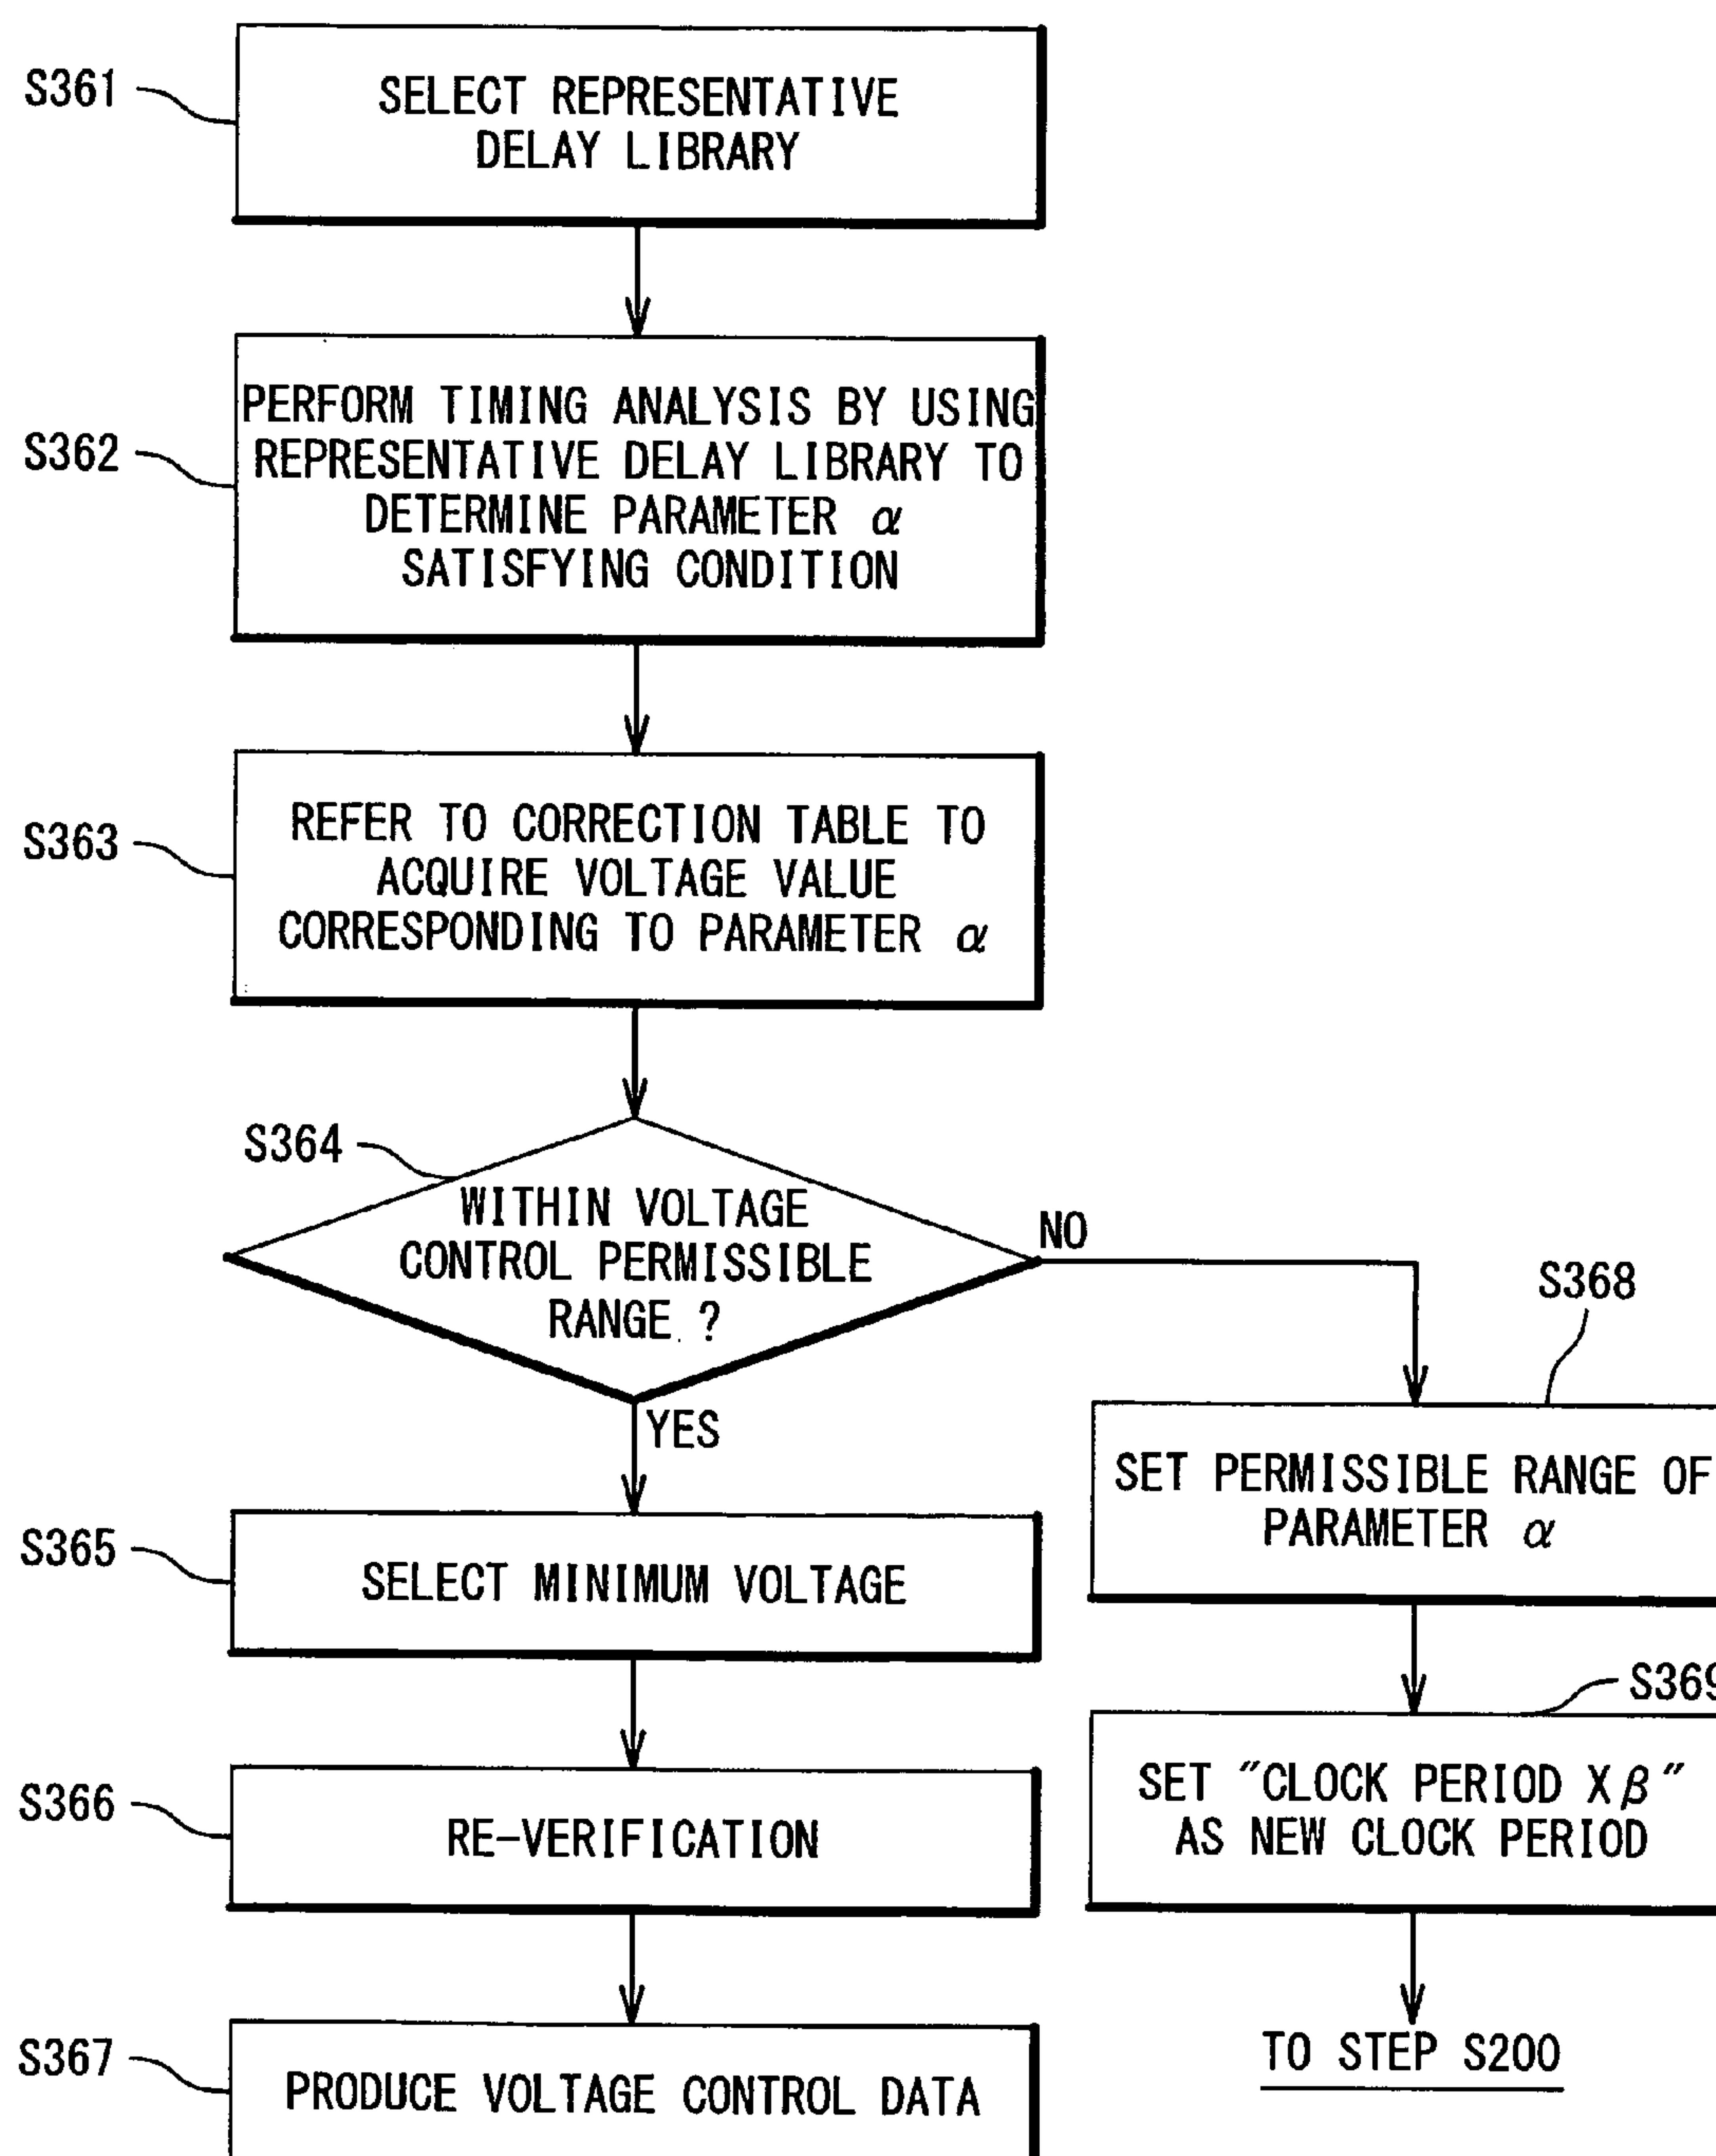 S361
SELECT REPRESENTATIVE
DELAY LIBRARY
S362
PERFORM TIMING ANALYSIS BY USING
REPRESENTATIVE DELAY LIBRARY TO
DETERMINE PARAMETER α
SATISFYING CONDITION
S363
REFER TO CORRECTION TABLE TO
ACQUIRE VOLTAGE VALUE
CORRESPONDING TO PARAMETER α
S364
WITHIN VOLTAGE
CONTROL PERMISSIBLE
RANGE ?
NO
YES
S365
SELECT MINIMUM VOLTAGE
S366
RE-VERIFICATION
S367
PRODUCE VOLTAGE CONTROL DATA
S368
SET PERMISSIBLE RANGE OF
PARAMETER α
S369
SET "CLOCK PERIOD X β"
AS NEW CLOCK PERIOD
TO STEP S200